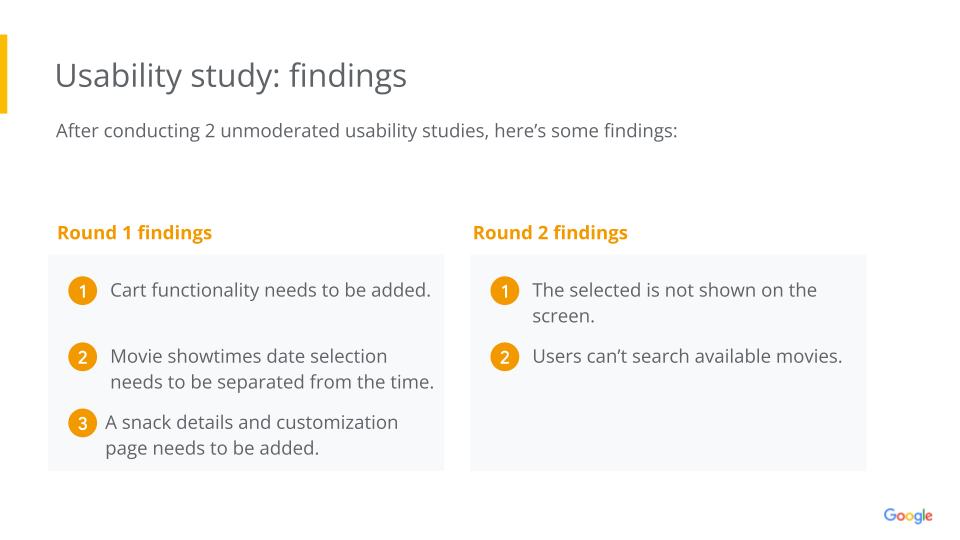 Usability study: findings
After conducting 2 unmoderated usability studies, here's some findings:
Round 1 findings
1 Cart functionality needs to be added.
2 Movie showtimes date selection
needs to be separated from the time.
3 A snack details and customization
page needs to be added.
Round 2 findings
1 The selected is not shown on the
screen.
2 Users can't search available movies.
Google